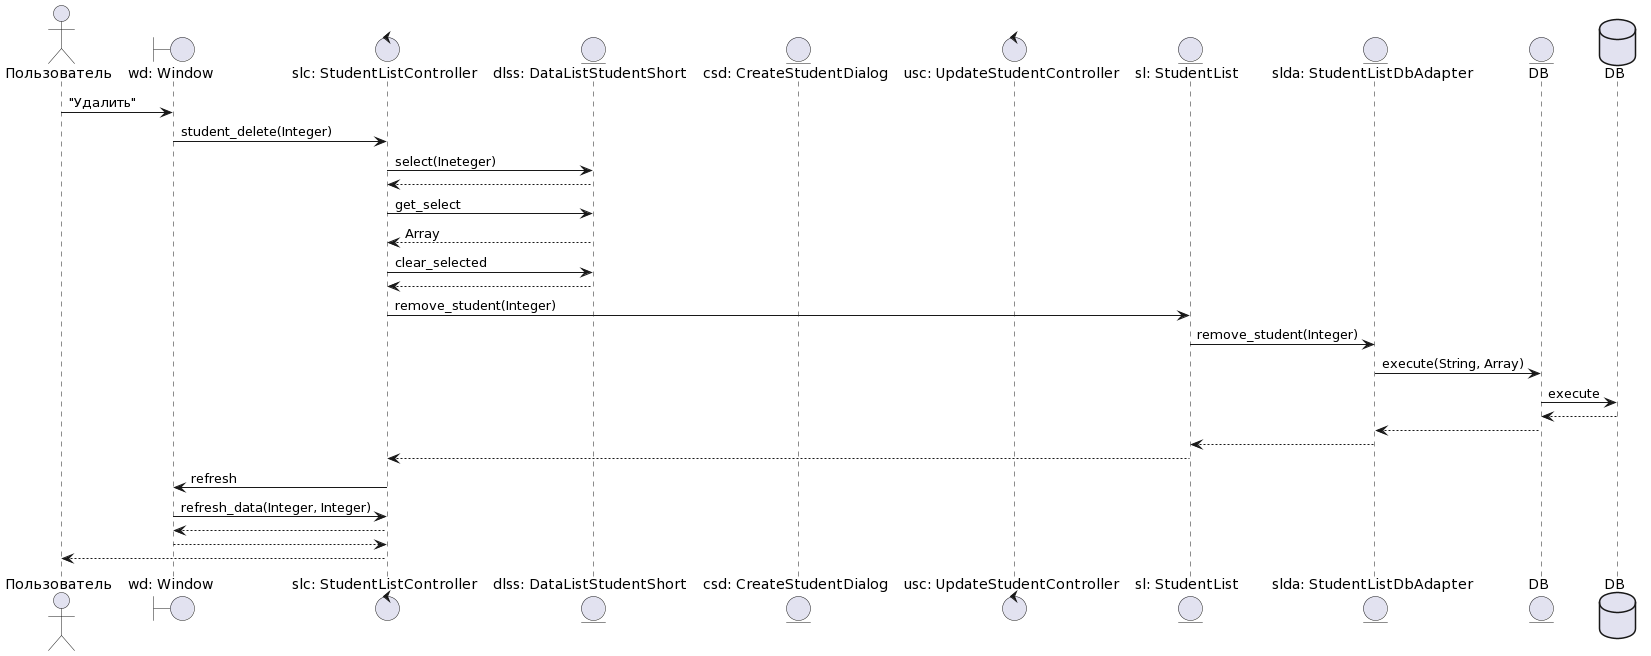 Пользователь
wd: Window
slc: StudentListController
dlss: DataListStudentShort
csd: CreateStudentDialog
usc: UpdateStudentController
sl: StudentList
slda: StudentListDbAdapter
DB
DB
"Удалить"
student_delete(Integer)
select(Ineteger)
get_select
Array
clear_selected
remove_student(Integer)
remove_student(Integer)
execute(String, Array)
execute
refresh
refresh_data(Integer, Integer)
Пользователь
wd: Window
slc: StudentListController
dlss: DataListStudentShort
csd: CreateStudentDialog
usc: UpdateStudentController
sl: StudentList
slda: StudentListDbAdapter
DB
DB